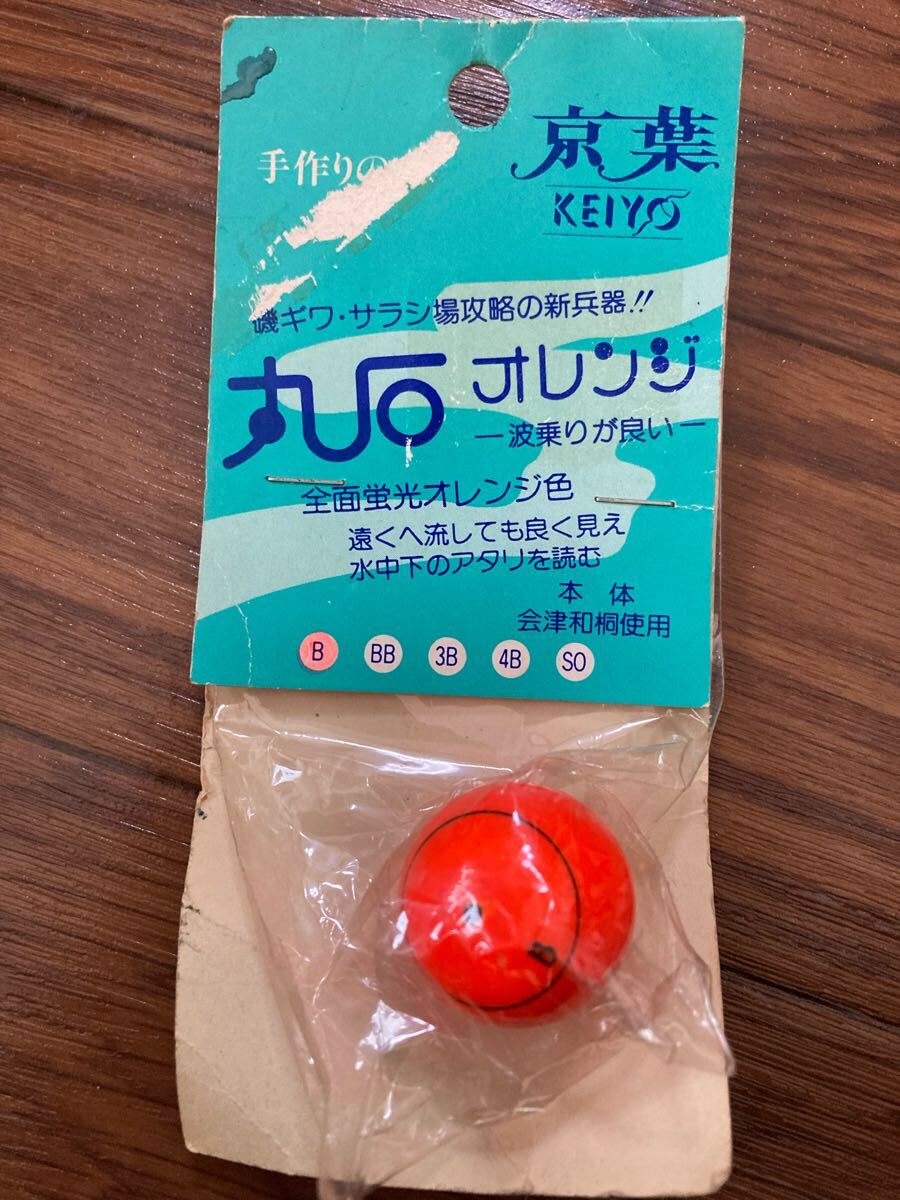 京葉
KEIYO
手作りの
磯ギワ・サラシ場攻略の新兵器!!
丸石 オレンジ
ー波乗りが良いー
全面蛍光オレンジ色
遠くへ流しても良く見え
水中下のアタリを読む
本体
会津和桐使用
B BB 3B 4B SO
B